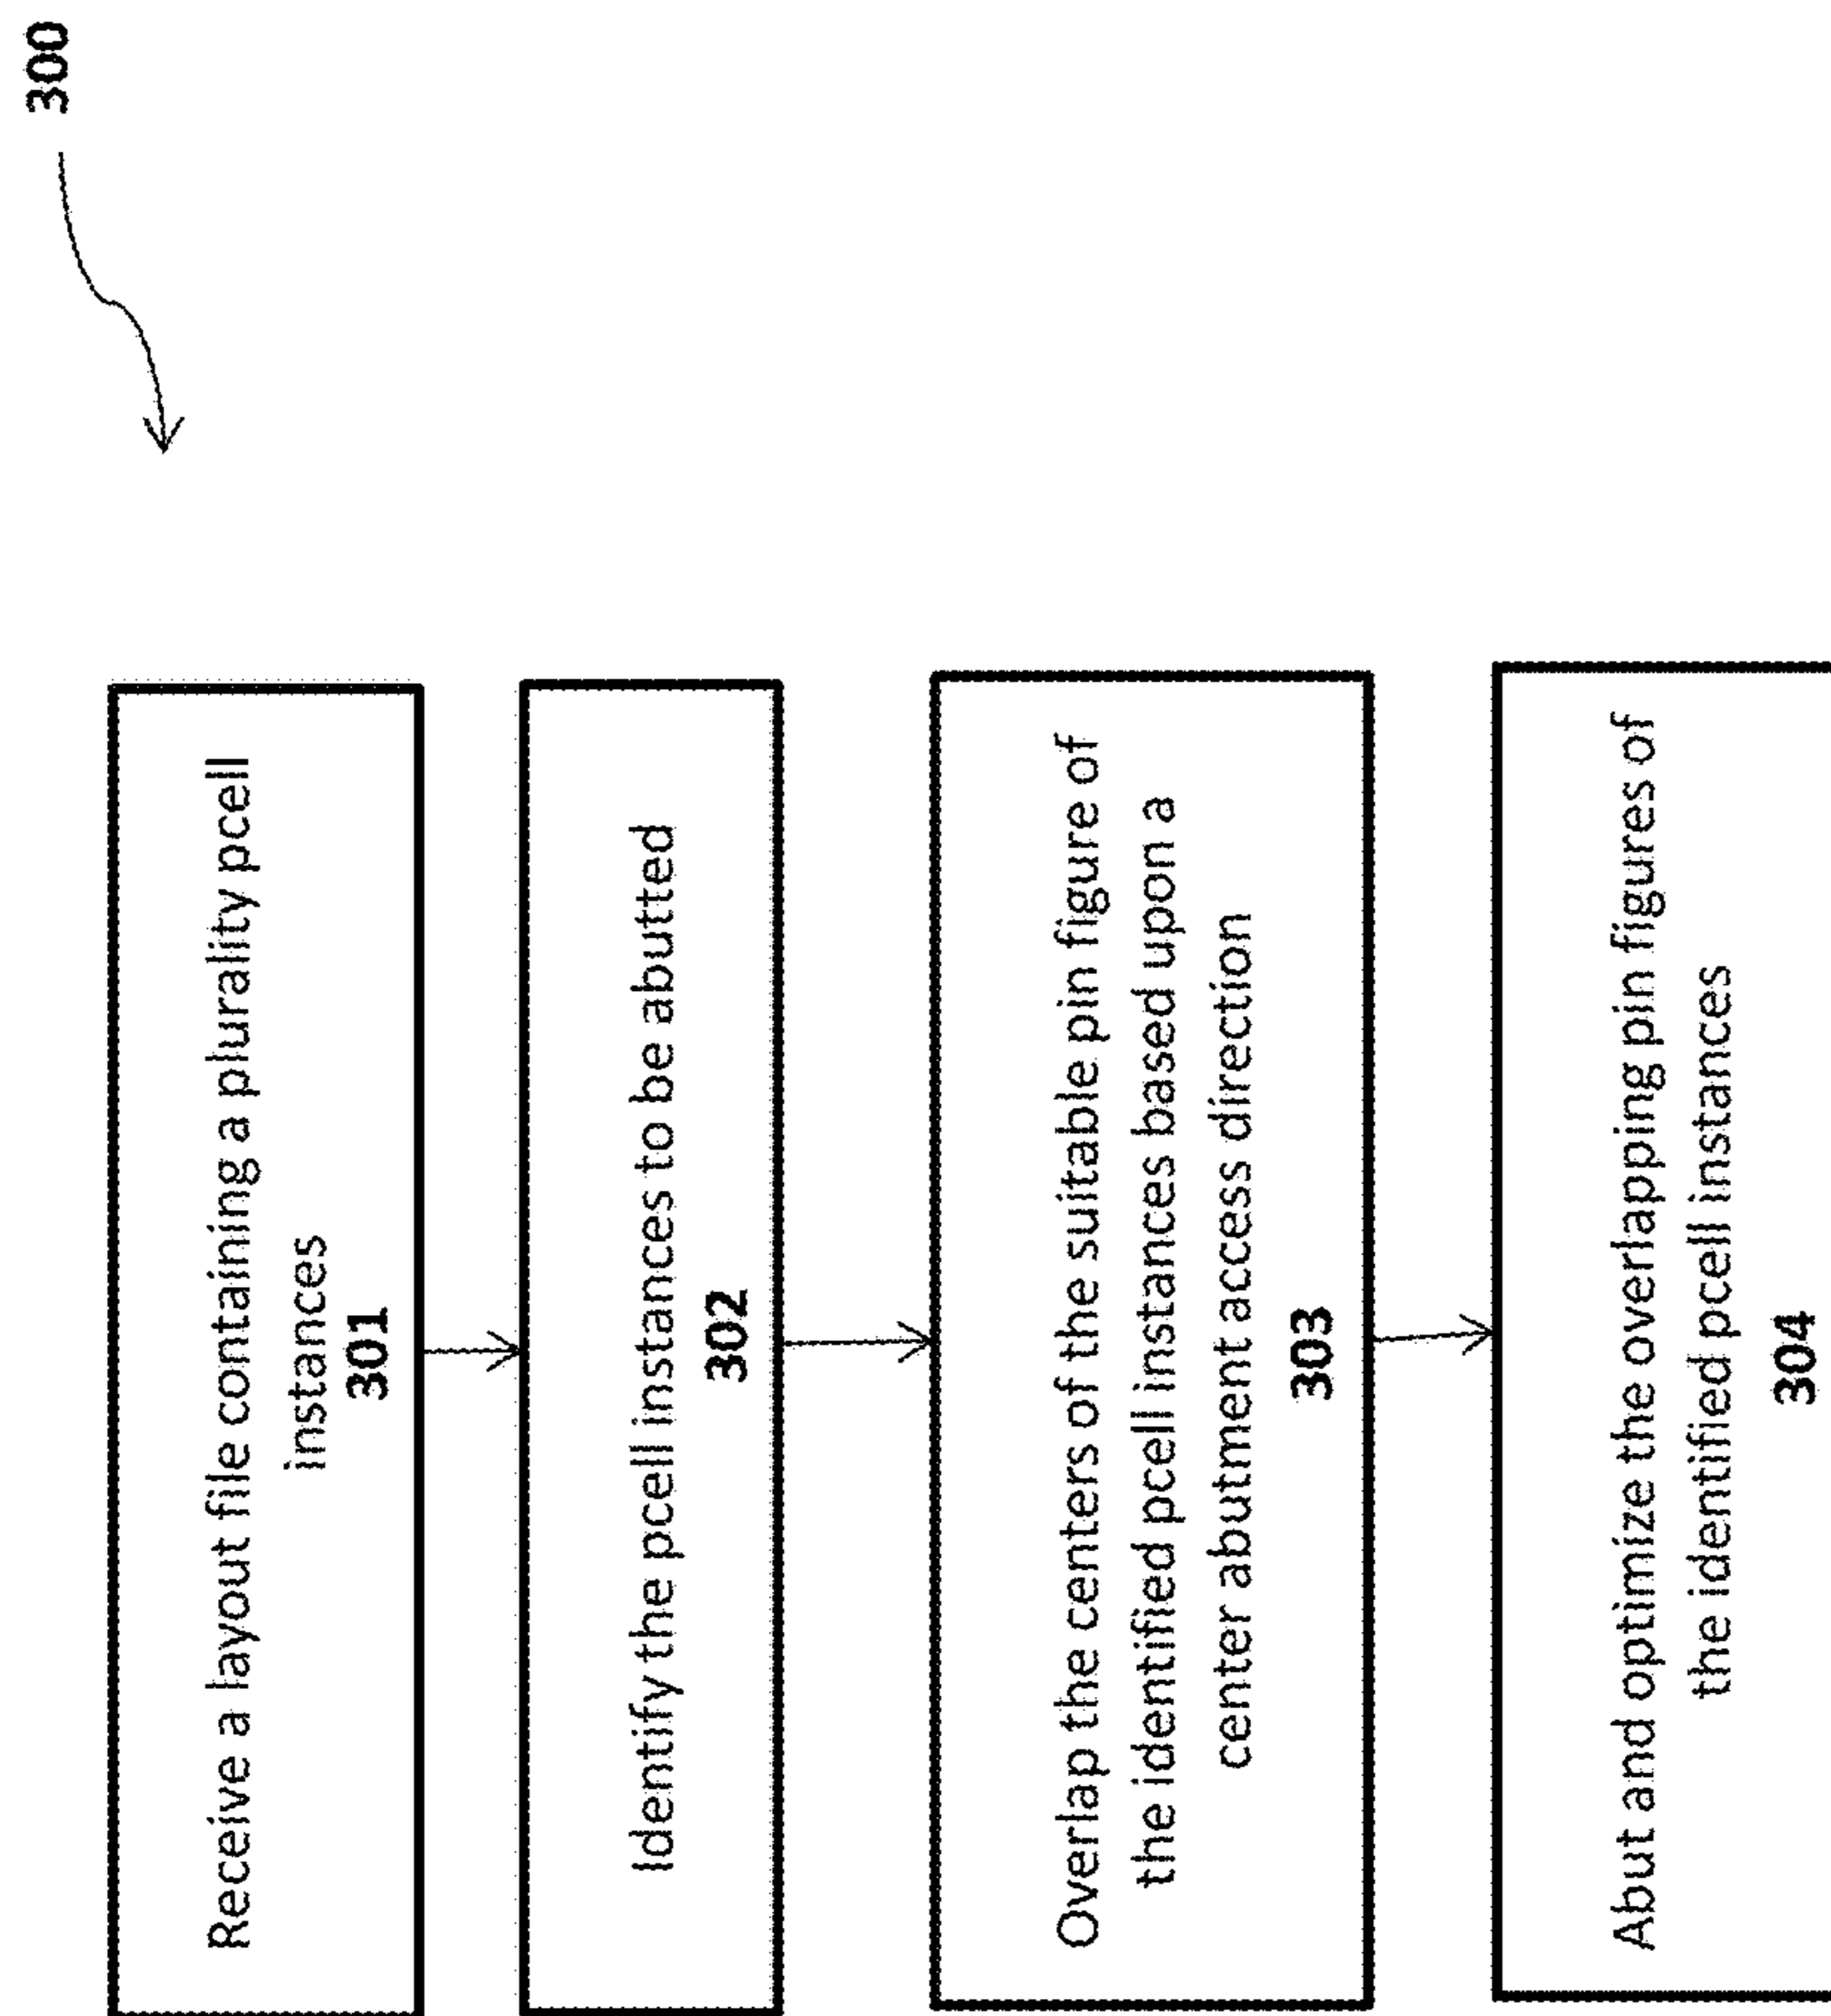 300
Receive a layout file containing a plurality pcell
instances
301
Identify the pcell instances to be abutted
302
Overlap the centers of the suitable pin figure of
the identified pcell instances based upon a
center abutment access direction
303
Abut and optimize the overlapping pin figures of
the identified pcell instances
304